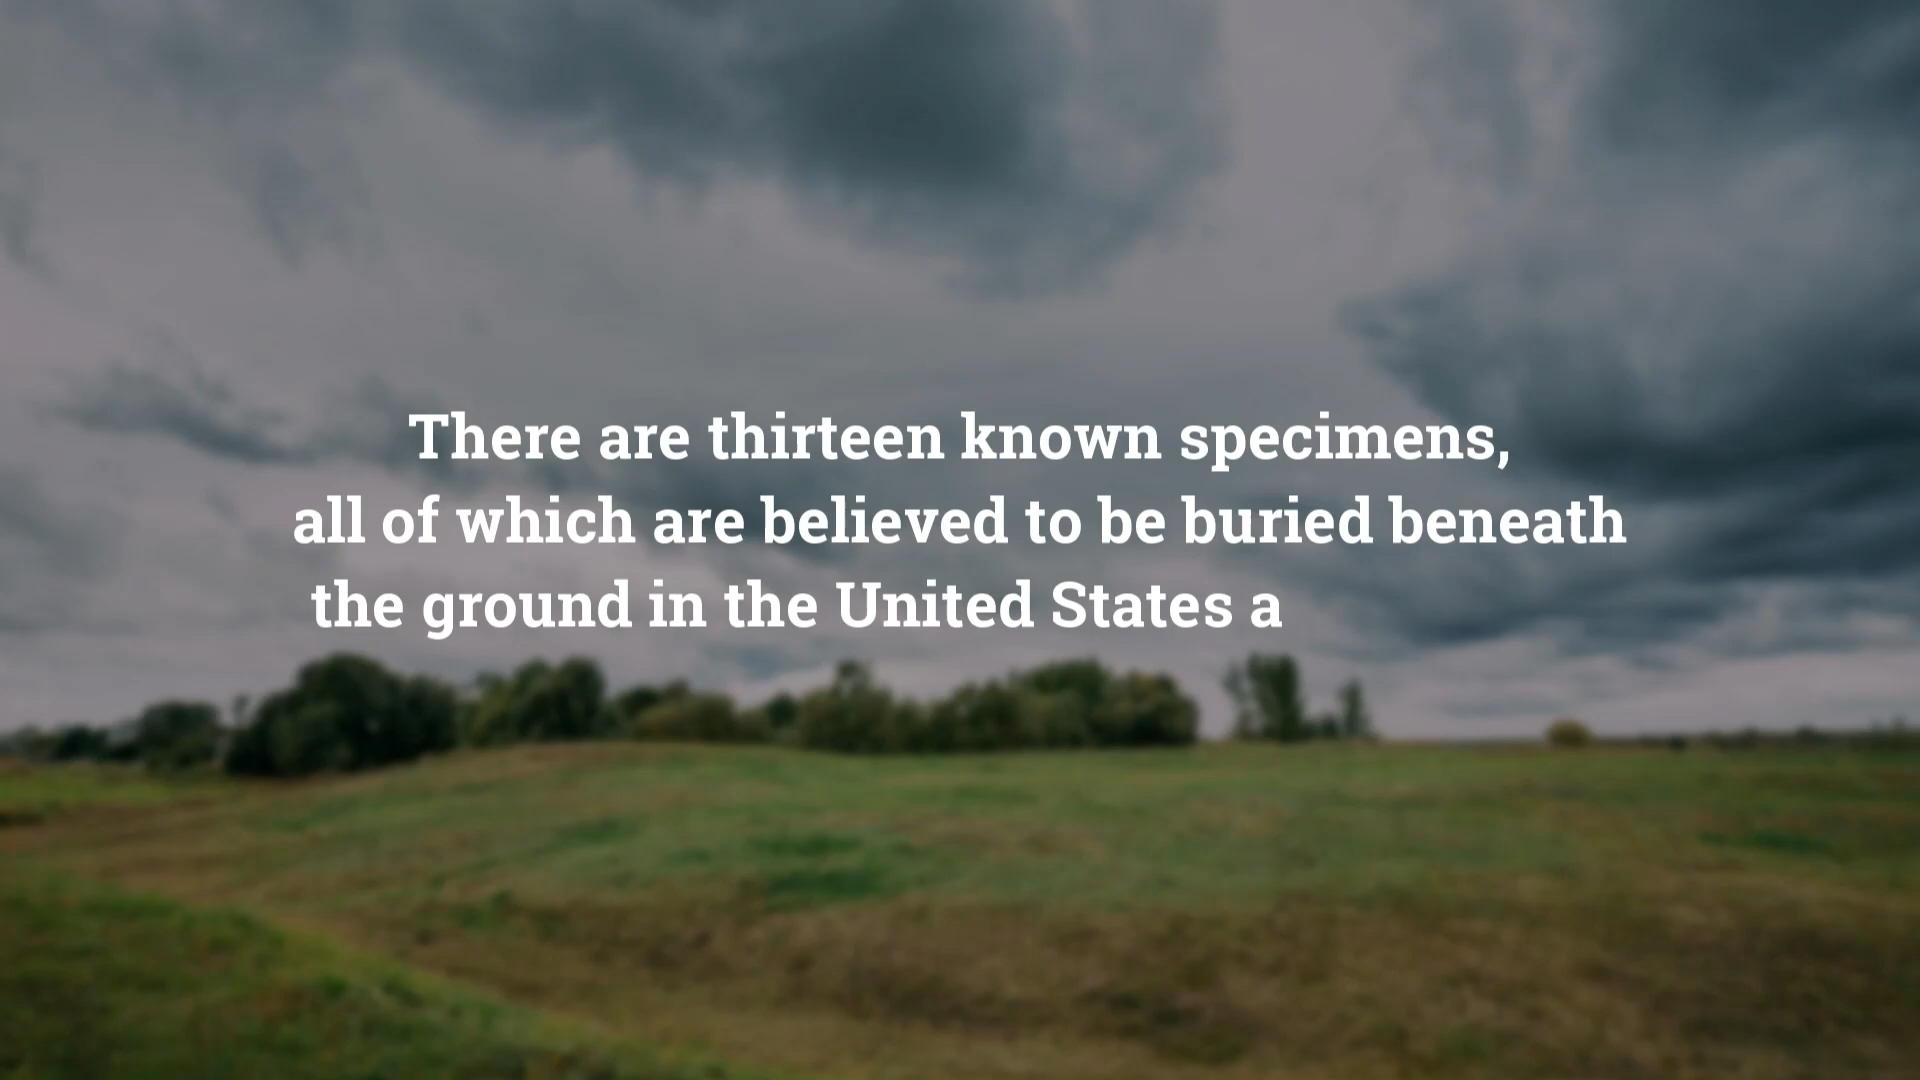 There are thirteen known specimens,
all of which are believed to be buried beneath
the ground in the United States a